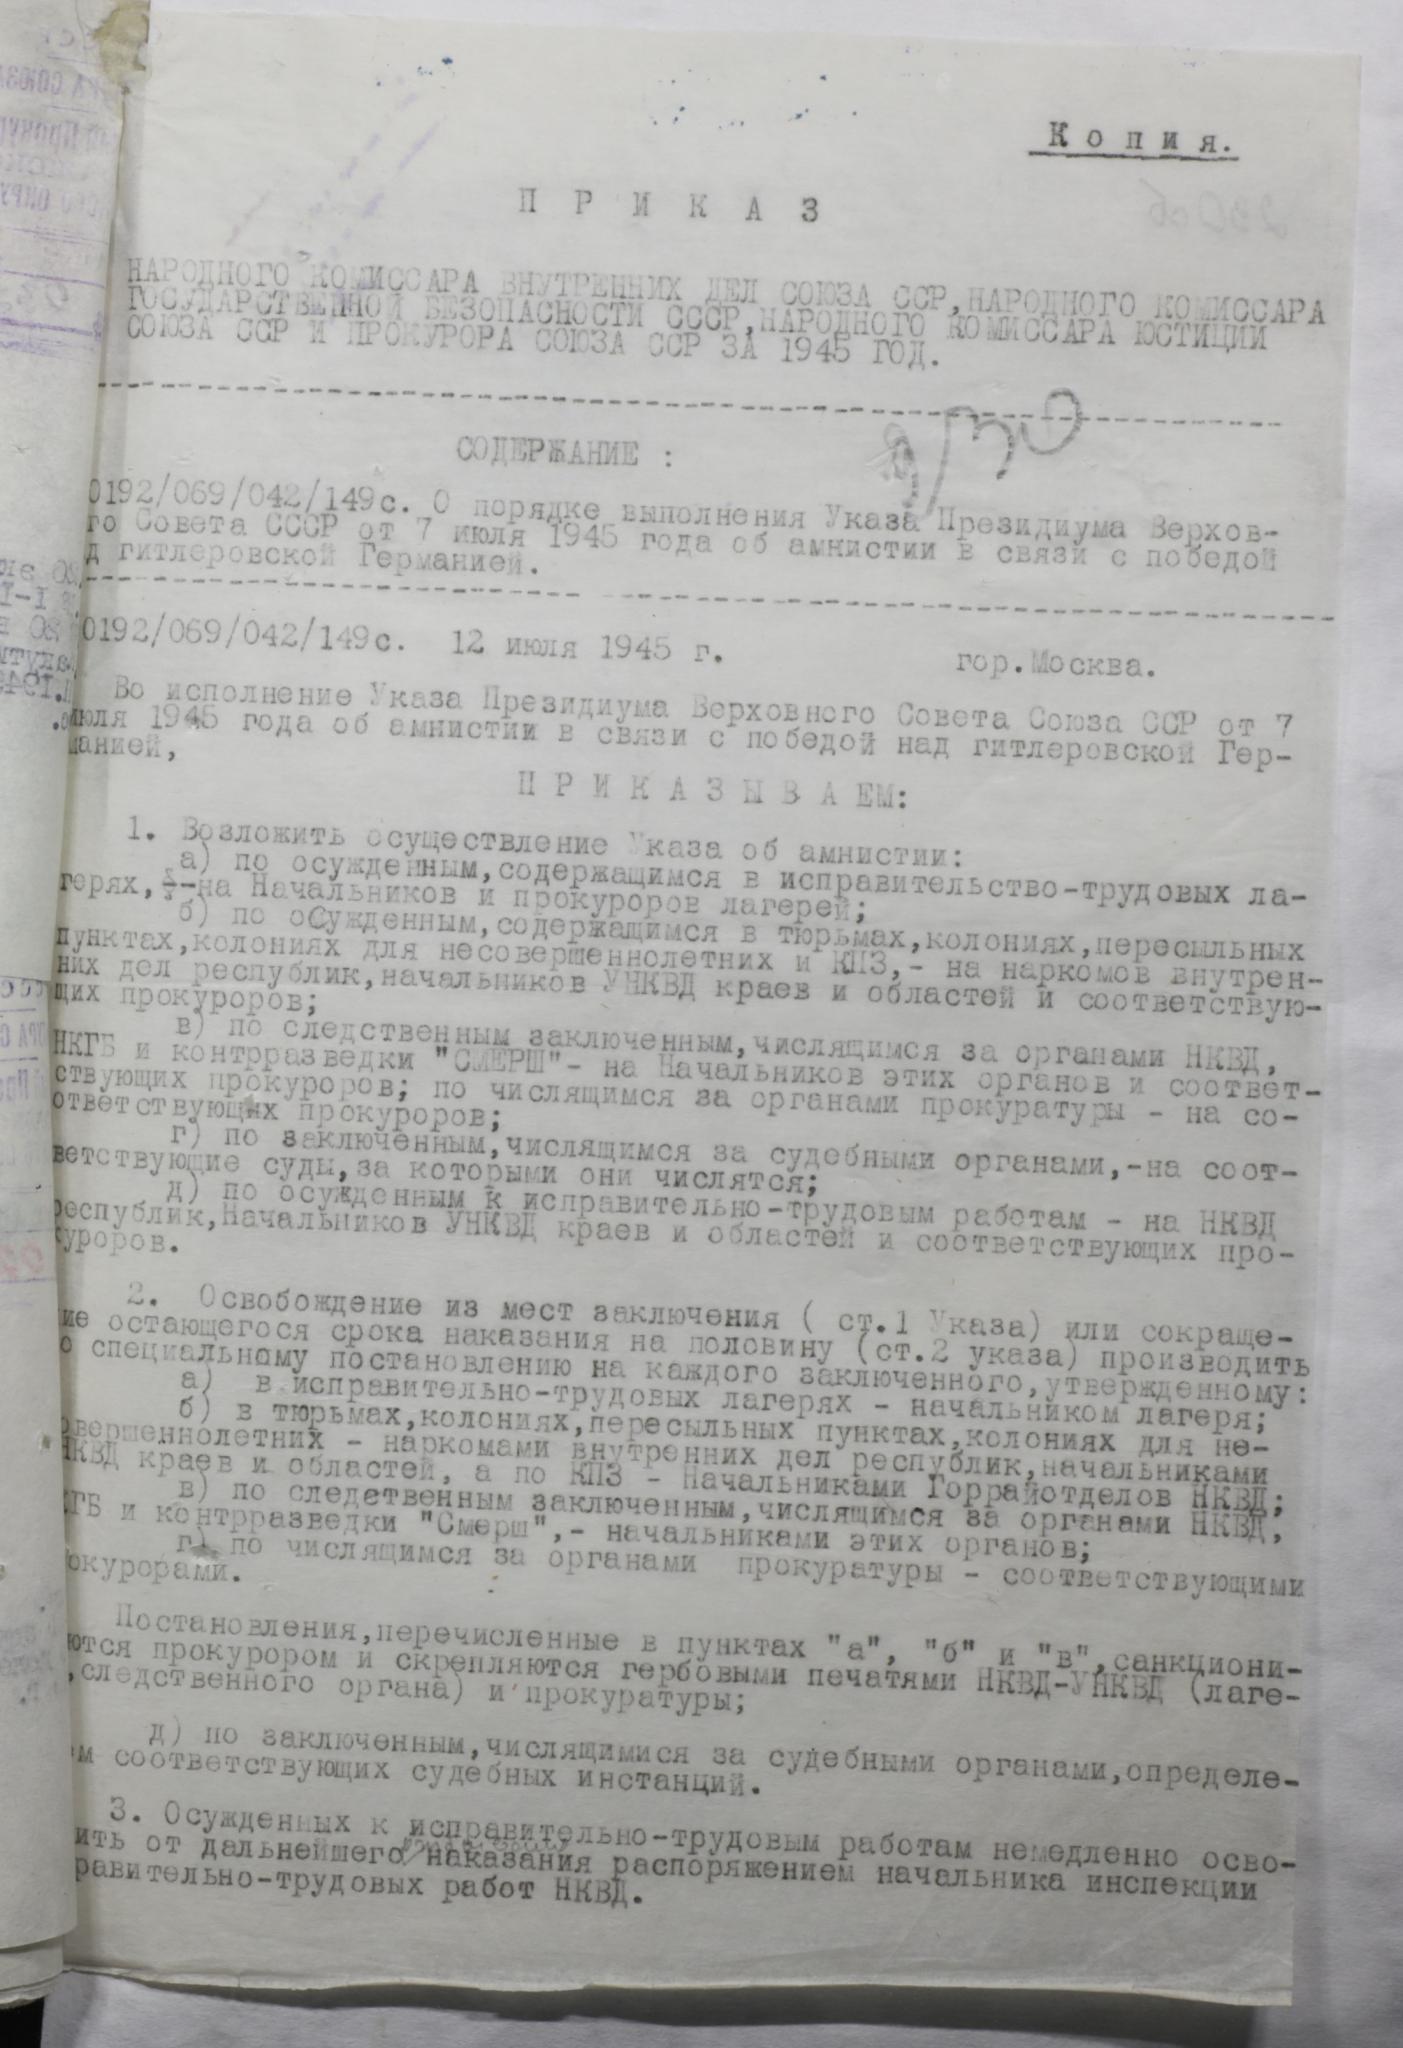 Копия.
ПРИКАЗ
НАРОДНОГО КОМИССАРА ВНУТРЕННИХ ДЕЛ СОЮЗА ССР,НАРОДНОГО КОМИССАРА
ГОСУДАРСТВЕННОЙ БЕЗОПАСНОСТИ СССР,НАРОДНОГО КОМИССАРА ЮСТИЦИИ
СОЮЗА ССР И ПРОКУРОРА СОЮЗА ССР ЗА 1945 ГОД.
СОДЕРЖАНИЕ :
0192/069/042/149с. О порядке выполнения Указа Президиума Верхов-
го Совета СССР от 7 июля 1945 года об амнистии в связи с победой
д гитлеровской Германией.
0192/069/042/149с. 12 июля 1945 г. гор.Москва.
Во исполнение Указа Президиума Верховного Совета Союза ССР от 7
июля 1945 года об амнистии в связи с победой над гитлеровской Гер-
манией,
ПРИКАЗЫВАЕМ:
1. Возложить осуществление Указа об амнистии:
а) по осужденным,содержащимся в исправительство-трудовых ла-
герях,-на Начальников и прокуроров лагерей;
б) по осужденным,содержащимся в тюрьмах,колониях,пересыльных
пунктах,колониях для несовершеннолетних и КПЗ,- на наркомов внутрен-
них дел республик,начальников УНКВД краев и областей и соответствую-
щих прокуроров;
в) по следственным заключенным,числящимся за органами НКВД,
НКГБ и контрразведки "СМЕРШ"- на Начальников этих органов и соответ-
ствующих прокуроров; по числящимся за органами прокуратуры - на со-
ответствующих прокуроров;
г) по заключенным,числящимся за судебными органами,-на соот-
ветствующие суды,за которыми они числятся;
д) по осужденным к исправительно-трудовым работам - на НКВД
республик,Начальников УНКВД краев и областей и соответствующих про-
куроров.
2. Освобождение из мест заключения ( ст.1 Указа) или сокраще-
ие остающегося срока наказания на половину (ст.2 указа) производить
о специальному постановлению на каждого заключенного,утвержденному:
а) в исправительно-трудовых лагерях - начальником лагеря;
б) в тюрьмах,колониях,пересыльных пунктах,колониях для не-
овершеннолетних - наркомами внутренних дел республик,начальниками
НКВД краев и областей, а по КПЗ - Начальниками Горрайотделов НКВД;
в) по следственным заключенным,числящимся за органами НКВД,
КГБ и контрразведки "Смерш",- начальниками этих органов;
г) по числящимся за органами прокуратуры - соответствующими
окурорами.
Постановления,перечисленные в пунктах "а", "б" и "в",санкциони-
ются прокурором и скрепляются гербовыми печатями НКВД-УНКВД (лаге-
,следственного органа) и прокуратуры;
д) по заключенным,числящимися за судебными органами,определе-
м соответствующих судебных инстанций.
3. Осужденных к исправительно-трудовым работам немедленно осво-
ить от дальнейшего наказания распоряжением начальника инспекции
равительно-трудовых работ НКВД.